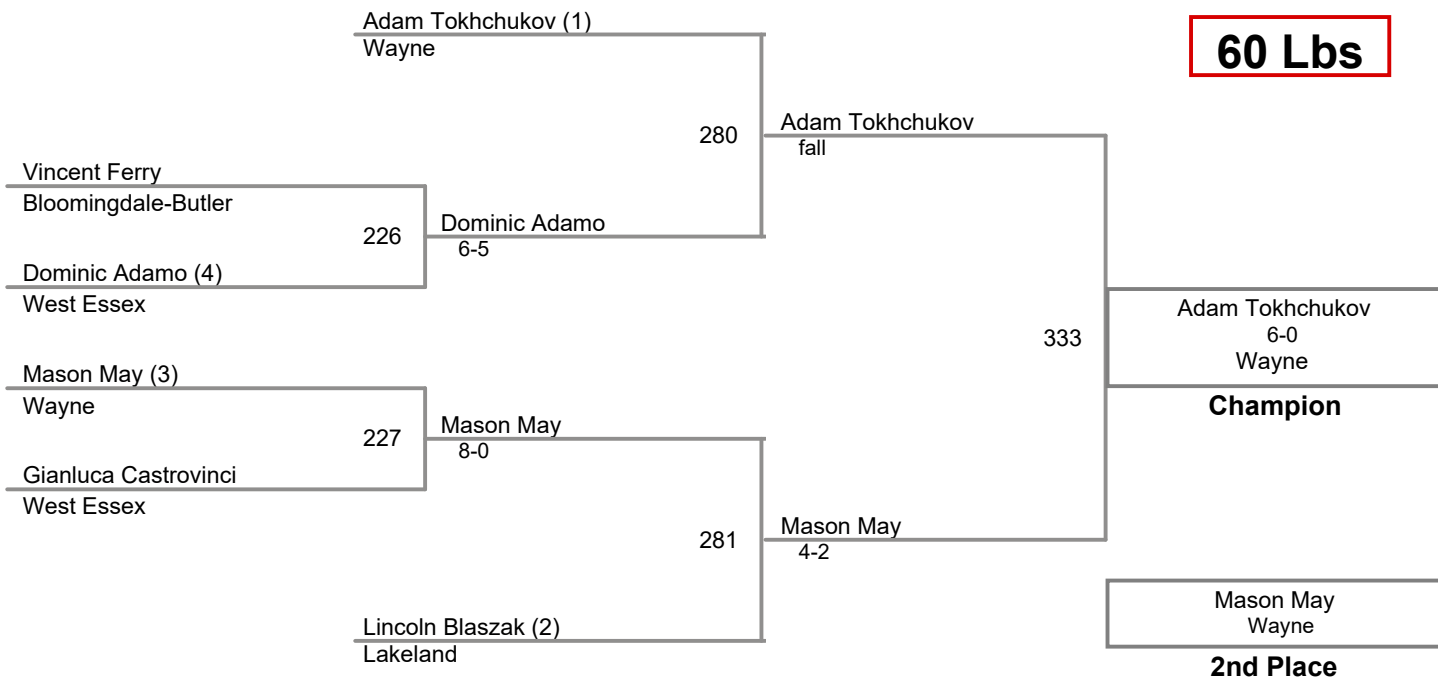 Adam Tokhchukov (1)
Wayne
60 Lbs
280
Adam Tokhchukov
fall
Vincent Ferry
Bloomingdale-Butler
226
Dominic Adamo
6-5
Dominic Adamo (4)
West Essex
333
Adam Tokhchukov
6-0
Wayne
Champion
Mason May (3)
Wayne
227
Mason May
8-0
Gianluca Castrovinci
West Essex
281
Mason May
4-2
Lincoln Blaszak (2)
Lakeland
Mason May
Wayne
2nd Place